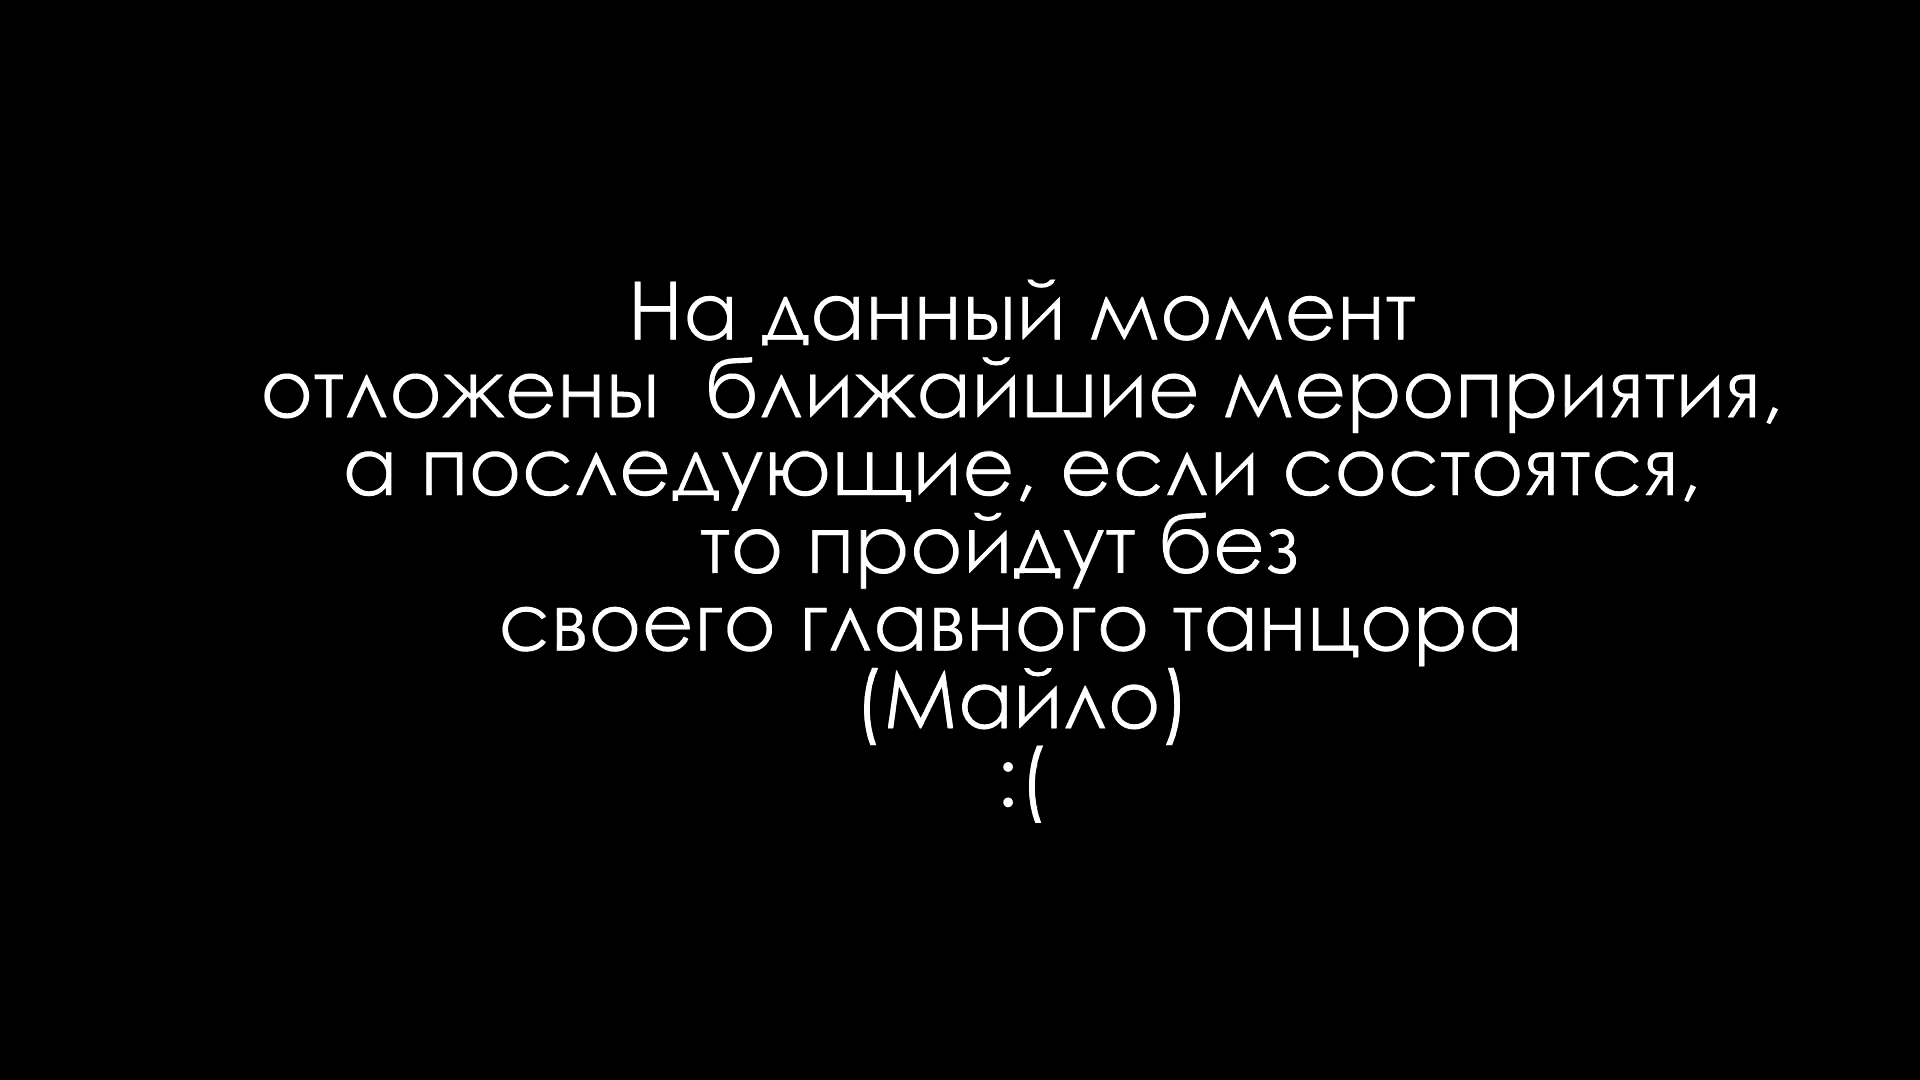 На данный момент
отложены  ближайшие мероприятия,
а последующие, если состоятся,
то пройдут без
своего главного танцора
(Майло)
:(